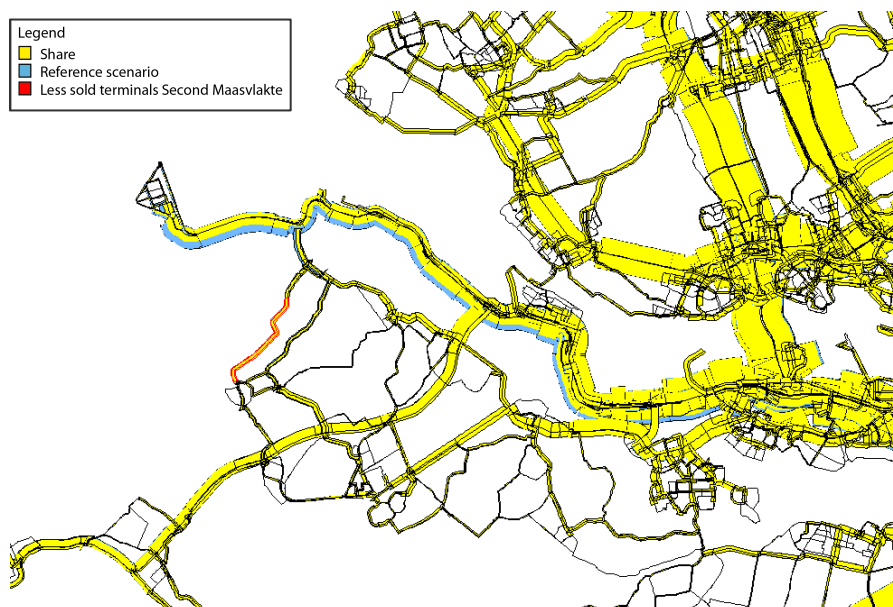 Legend
Share
Reference scenario
Less sold terminals Second Maasvlakte